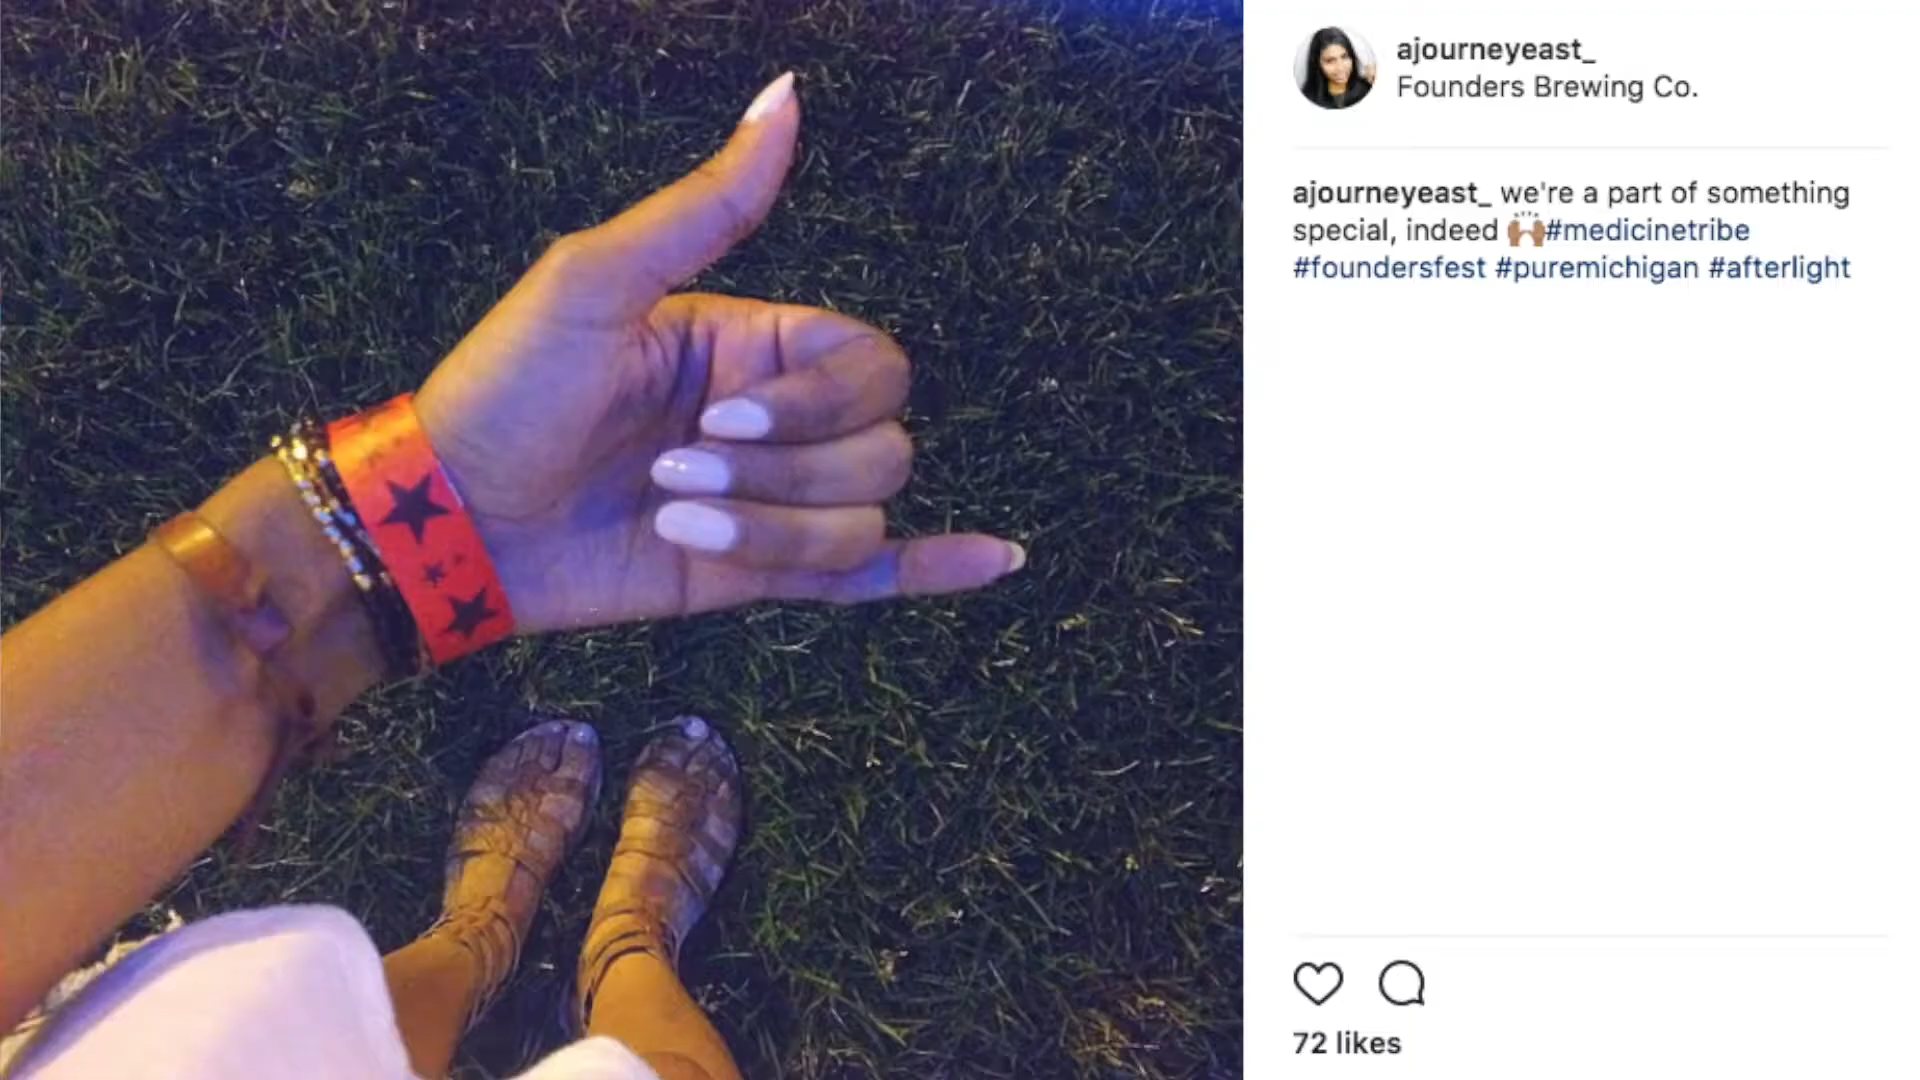 ajourneyeast_
Founders Brewing Co.
ajourneyeast_ we're a part of something
special, indeed 🙌🏽#medicinetribe
#foundersfest #puremichigan #afterlight
72 likes